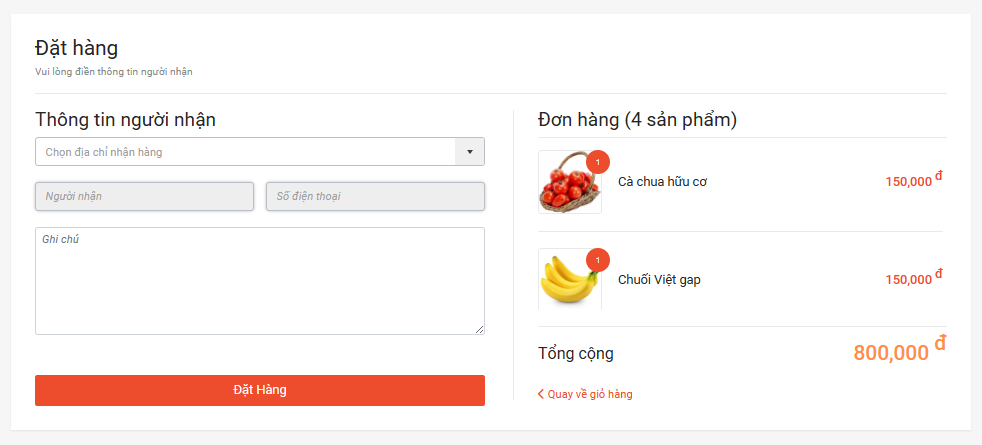 Đặt hàng
Vui lòng điền thông tin người nhận
Thông tin người nhận
Chọn địa chỉ nhận hàng
Người nhận
Số điện thoại
Ghi chú
Đặt Hàng
Đơn hàng (4 sản phẩm)
1
Cà chua hữu cơ
150,000 đ
1
Chuối Việt gap
150,000 đ
Tổng cộng
800,000 đ
Quay về giỏ hàng